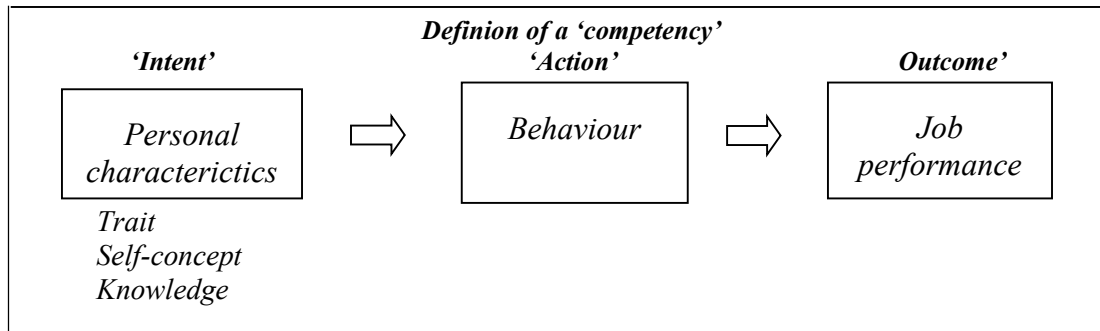 Definion of a ‘competency’
‘Intent’ ‘Action’ Outcome’
Personal
characterictics
Behaviour
Job
performance
Trait
Self-concept
Knowledge